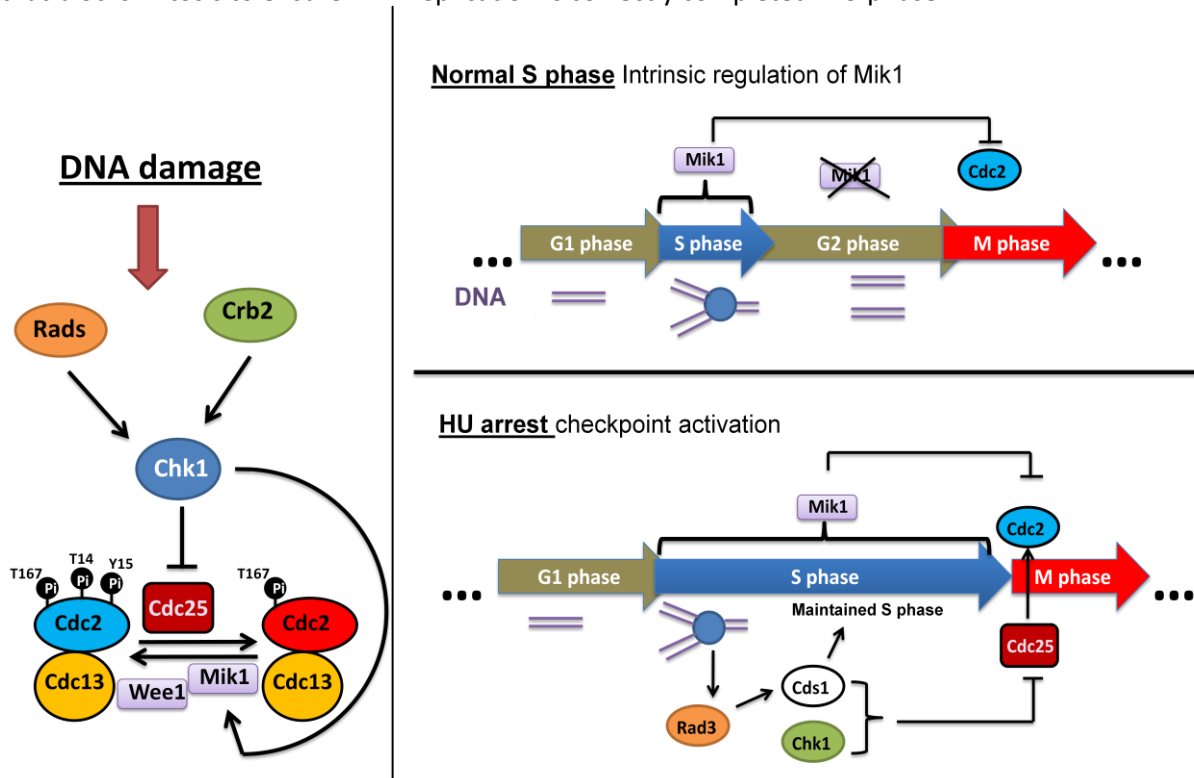 DNA damage
Rads
Crb2
Chk1
T167
T14
Y15
Pi
Pi
Pi
Cdc2
Cdc13
Cdc25
T167
Pi
Cdc2
Cdc13
Wee1
Mik1
Normal S phase Intrinsic regulation of Mik1
Mik1
Mik1
Cdc2
...
G1 phase
S phase
G2 phase
M phase
...
DNA
HU arrest checkpoint activation
Mik1
Cdc2
...
G1 phase
S phase
M phase
...
Maintained S phase
Cdc25
Rad3
Cds1
Chk1